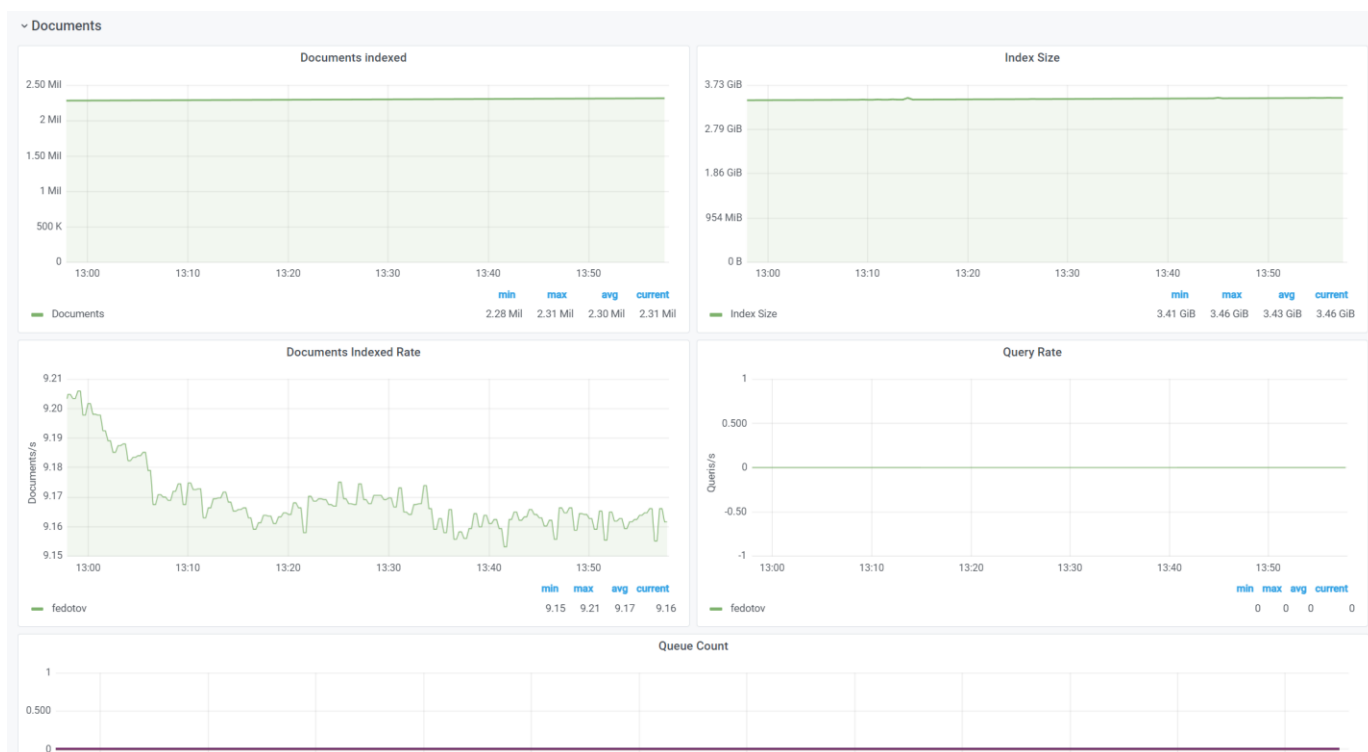 Documents
Documents indexed
2.50 Mil
2 Mil
1.50 Mil
1 Mil
500 K
0
13:00 13:10 13:20 13:30 13:40 13:50
min max avg current
Documents 2.28 Mil 2.31 Mil 2.30 Mil 2.31 Mil
Index Size
3.73 GiB
2.79 GiB
1.86 GiB
954 MiB
0 B
13:00 13:10 13:20 13:30 13:40 13:50
min max avg current
Index Size 3.41 GiB 3.46 GiB 3.43 GiB 3.46 GiB
Documents Indexed Rate
Documents/s
9.21
9.20
9.19
9.18
9.17
9.16
9.15
13:00 13:10 13:20 13:30 13:40 13:50
min max avg current
fedotov 9.15 9.21 9.17 9.16
Query Rate
Queris/s
1
0.500
0
-0.50
-1
13:00 13:10 13:20 13:30 13:40 13:50
min max avg current
fedotov 0 0 0 0
Queue Count
1
0.500
0